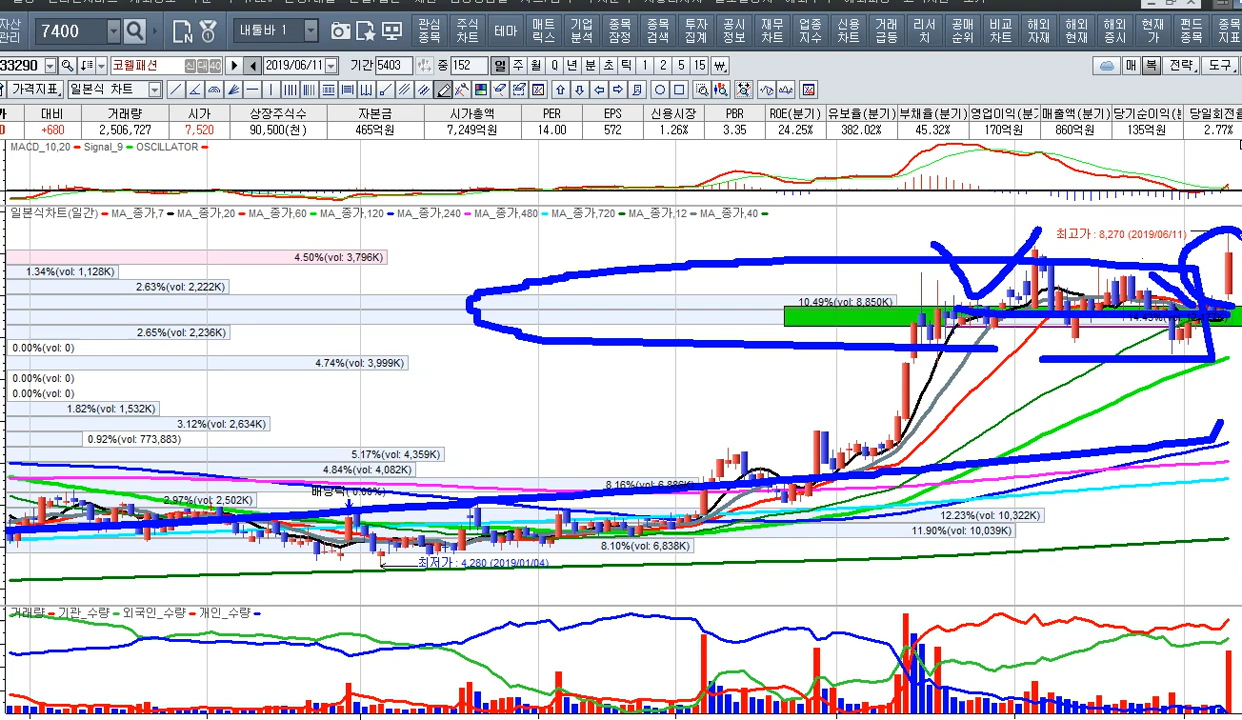 자산
관리
7400
내툴바 1
관심
종목
주식
차트
테마
매트
릭스
기업
분석
종목
잠정
종목
검색
투자
집계
공시
정보
재무
차트
업종
지수
신용
차트
거래
급등
리서
치
공매
순위
비교
차트
해외
자재
해외
현재
해외
증시
현재
가
펀드
종목
종목
지표
33290 코웰패션 신 대 40 2019/06/11 기간 5403 중 152 일 주 월 Q 년 분 초 틱 1 2 3 5 15 매 복 전략 도구
가격지표 일본식 차트
대비 거래량 시가 상장주식수 자본금 시가총액 PER EPS 신용시장 PBR ROE(분기) 유보율(분기) 부채율(분기) 영업이익(분기 매출액(분기) 당기순이익(분 당일회전율
+680 2,506,727 7,520 90,500(천) 465억원 7,249억원 14.00 572 1.26% 3.35 24.25% 382.02% 45.32% 170억원 860억원 135억원 2.77%
MACD_10,20 Signal_9 OSCILLATOR
일본식차트(일간) MA_종가,7 MA_종가,20 MA_종가,60 MA_종가,120 MA_종가,240 MA_종가,480 MA_종가,720 MA_종가,12 MA_종가,40
최고가 : 8,270 (2019/06/11)
4.50%(vol: 3,796K)
1.34%(vol: 1,128K)
2.63%(vol: 2,222K)
10.49%(vol: 8,850K)
2.65%(vol: 2,236K)
0.00%(vol: 0)
4.74%(vol: 3,999K)
0.00%(vol: 0)
0.00%(vol: 0)
1.82%(vol: 1,532K)
3.12%(vol: 2,634K)
0.92%(vol: 773,883)
5.17%(vol: 4,359K)
4.84%(vol: 4,082K)
8.16%(vol: 6,886K)
배당락( 0.00%)
2.97%(vol: 2,502K)
12.23%(vol: 10,322K)
11.90%(vol: 10,039K)
8.10%(vol: 6,838K)
최저가 : 4,280 (2019/01/04)
거래량 기관_수량 외국인_수량 개인_수량